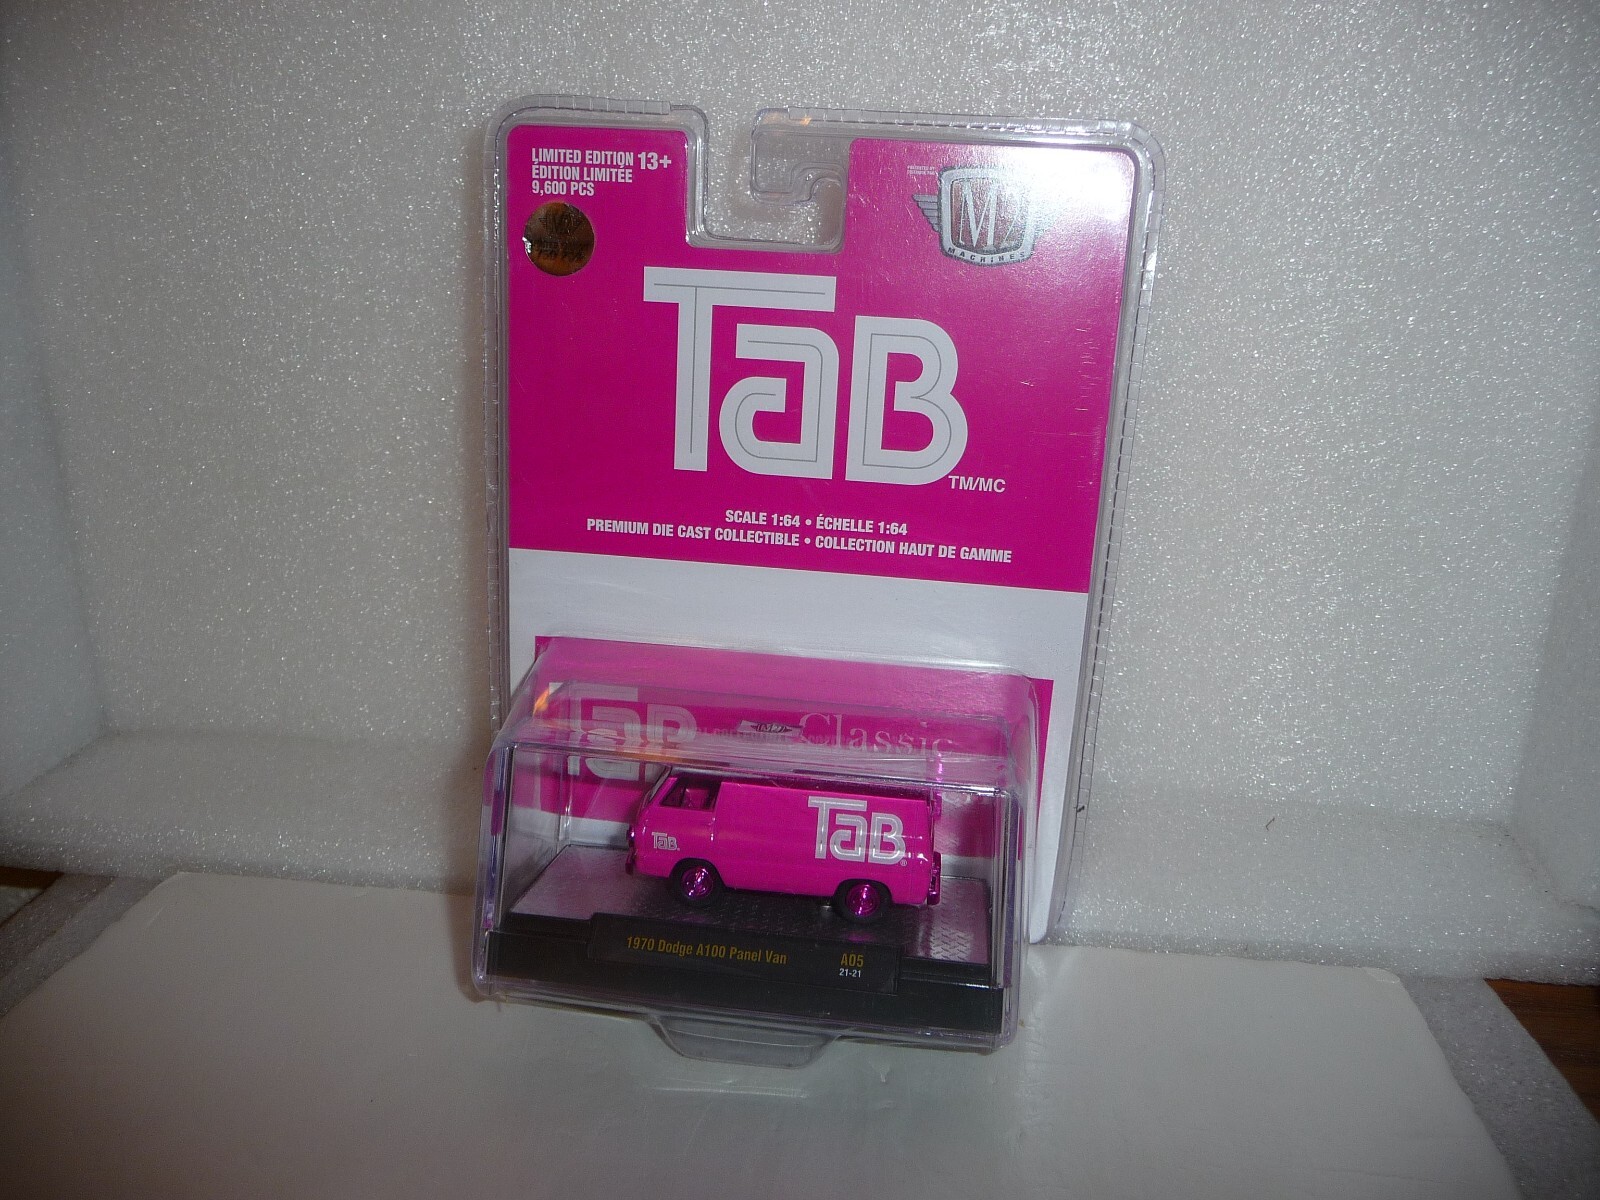 LIMITED EDITION 13+
ÉDITION LIMITÉE
9,600 PCS
M2
MACHINES
TaB
TM/MC
SCALE 1:64 • ÉCHELLE 1:64
PREMIUM DIE CAST COLLECTIBLE • COLLECTION HAUT DE GAMME
TaB Classic
TaB. TaB®
1970 Dodge A100 Panel Van A05
21-21